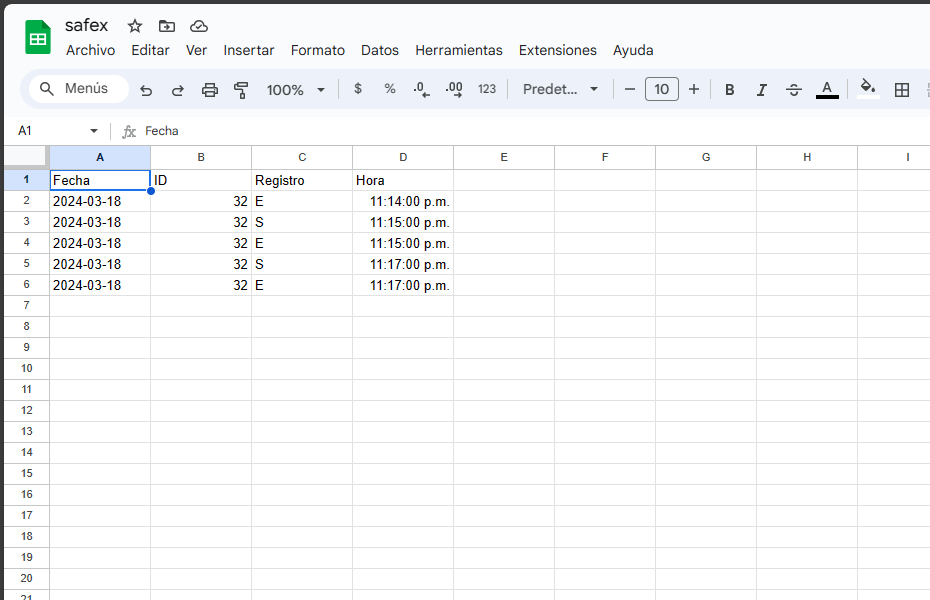 safex
Archivo Editar Ver Insertar Formato Datos Herramientas Extensiones Ayuda
Menús 100% $ % .0 .00 123 Predet... 10 B I A
A1 fx Fecha
A B C D E F G H I
1 Fecha ID Registro Hora
2 2024-03-18 32 E 11:14:00 p.m.
3 2024-03-18 32 S 11:15:00 p.m.
4 2024-03-18 32 E 11:15:00 p.m.
5 2024-03-18 32 S 11:17:00 p.m.
6 2024-03-18 32 E 11:17:00 p.m.
7
8
9
10
11
12
13
14
15
16
17
18
19
20
21